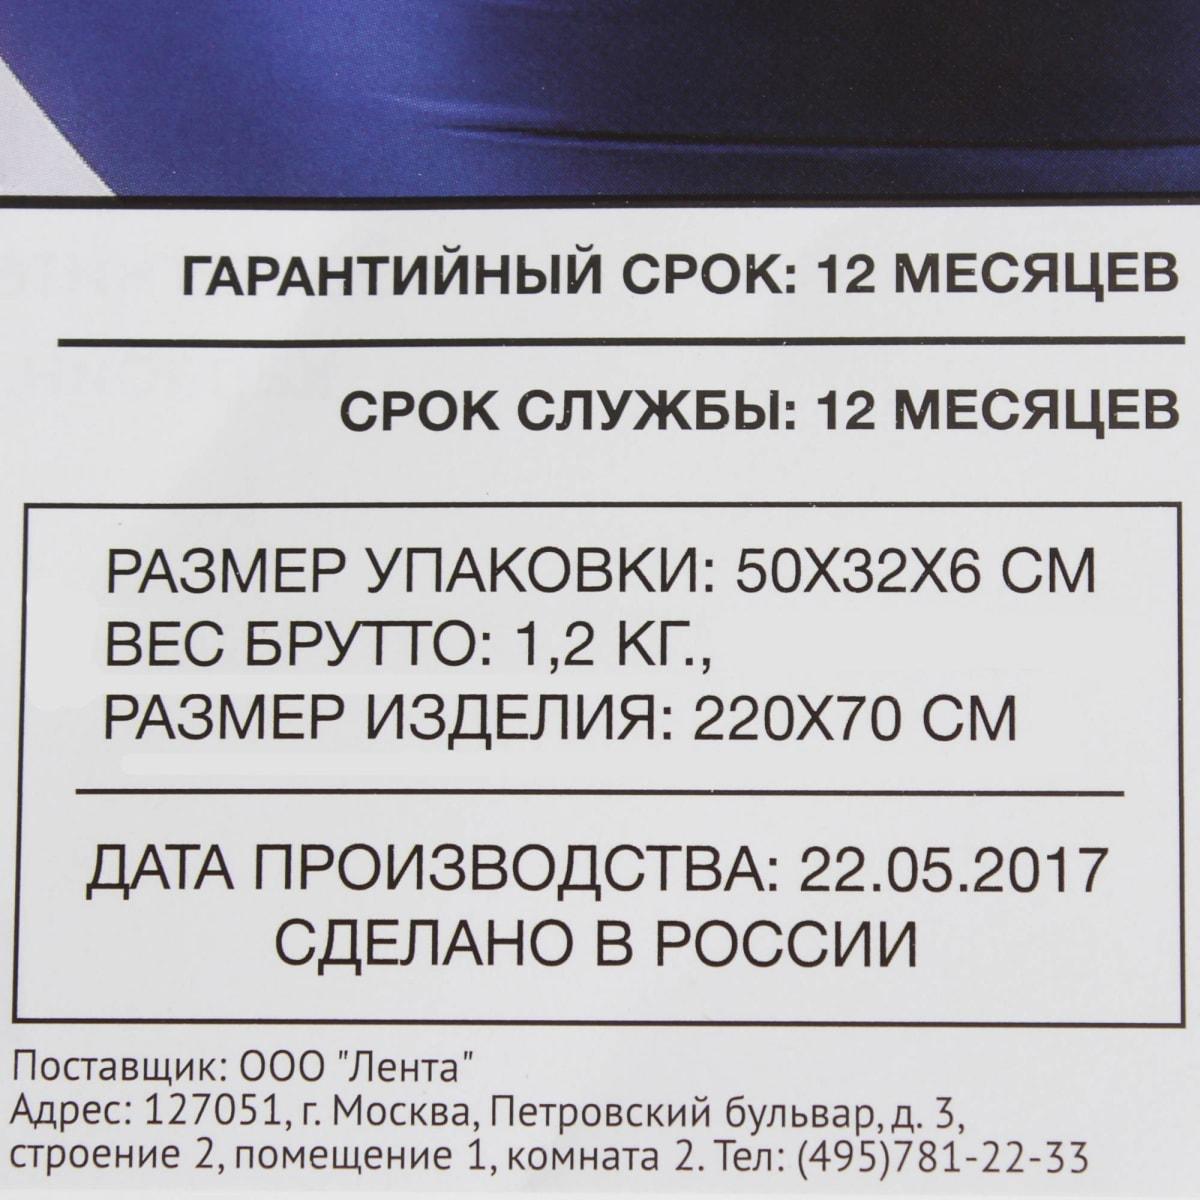 ГАРАНТИЙНЫЙ СРОК: 12 МЕСЯЦЕВ
СРОК СЛУЖБЫ: 12 МЕСЯЦЕВ
РАЗМЕР УПАКОВКИ: 50Х32Х6 СМ
ВЕС БРУТТО: 1,2 КГ.,
РАЗМЕР ИЗДЕЛИЯ: 220Х70 СМ
ДАТА ПРОИЗВОДСТВА: 22.05.2017
СДЕЛАНО В РОССИИ
Поставщик: ООО "Лента"
Адрес: 127051, г. Москва, Петровский бульвар, д. 3,
строение 2, помещение 1, комната 2. Тел: (495)781-22-33